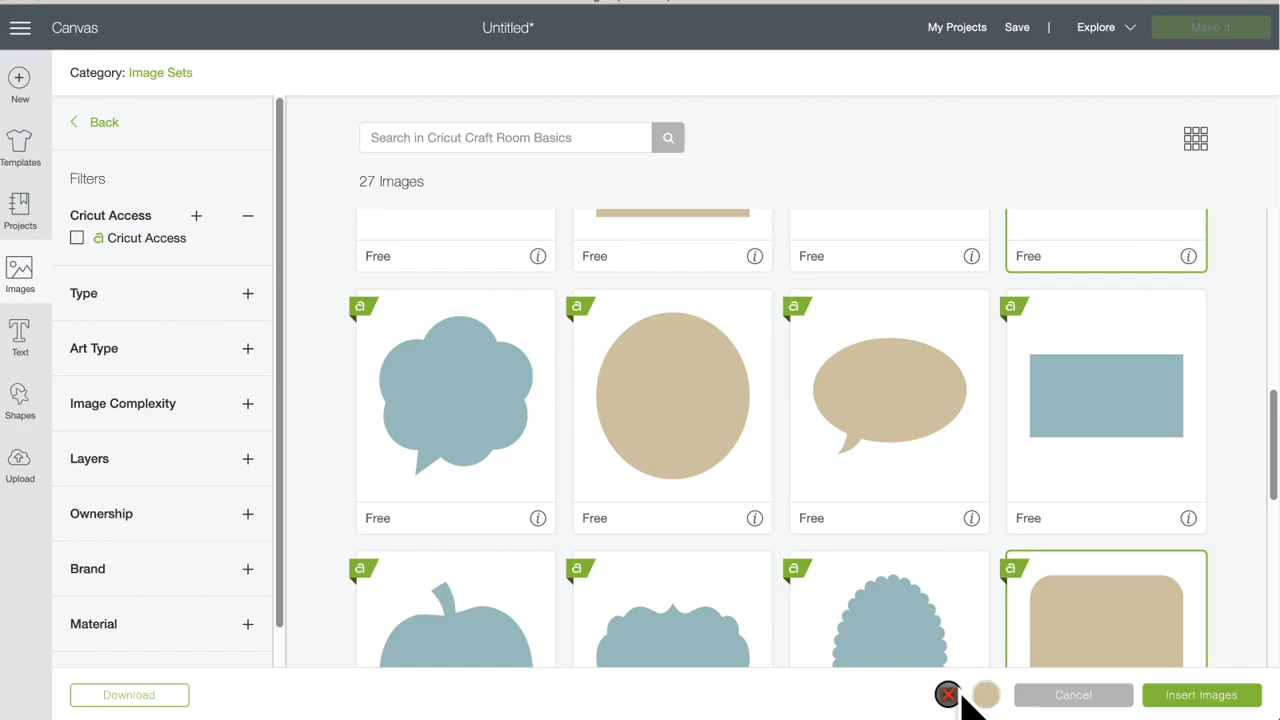 Canvas
Untitled*
My Projects
Save
|
Explore
Make It
New
Templates
Projects
Images
Text
Shapes
Upload
Category: Image Sets
Back
Filters
Cricut Access
a Cricut Access
Type
Art Type
Image Complexity
Layers
Ownership
Brand
Material
Search in Cricut Craft Room Basics
27 Images
Free
Free
Free
Free
a
a
a
a
Free
Free
Free
Free
a
a
a
a
Download
Cancel
Insert Images